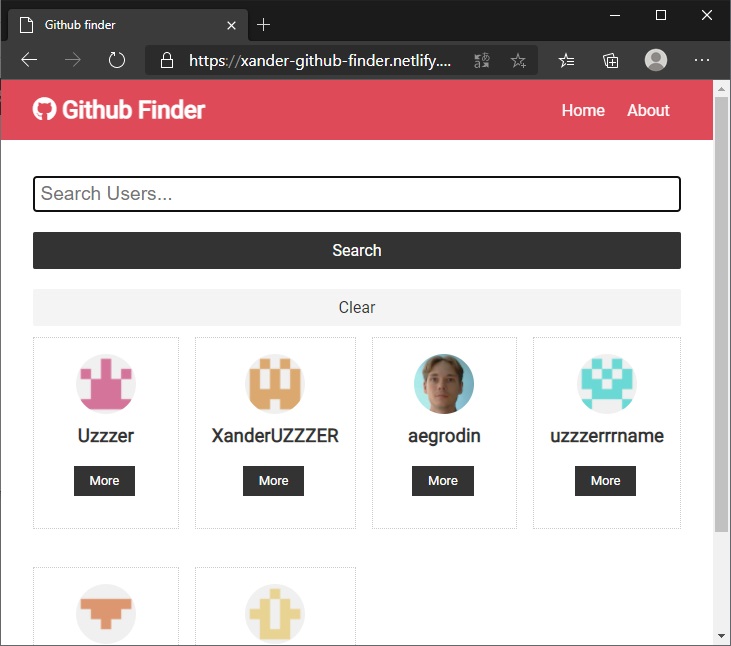 Github finder
https://xander-github-finder.netlify....
Github Finder
Home About
Search Users...
Search
Clear
Uzzzer XanderUZZZER aegrodin uzzzerrrname
More More More More